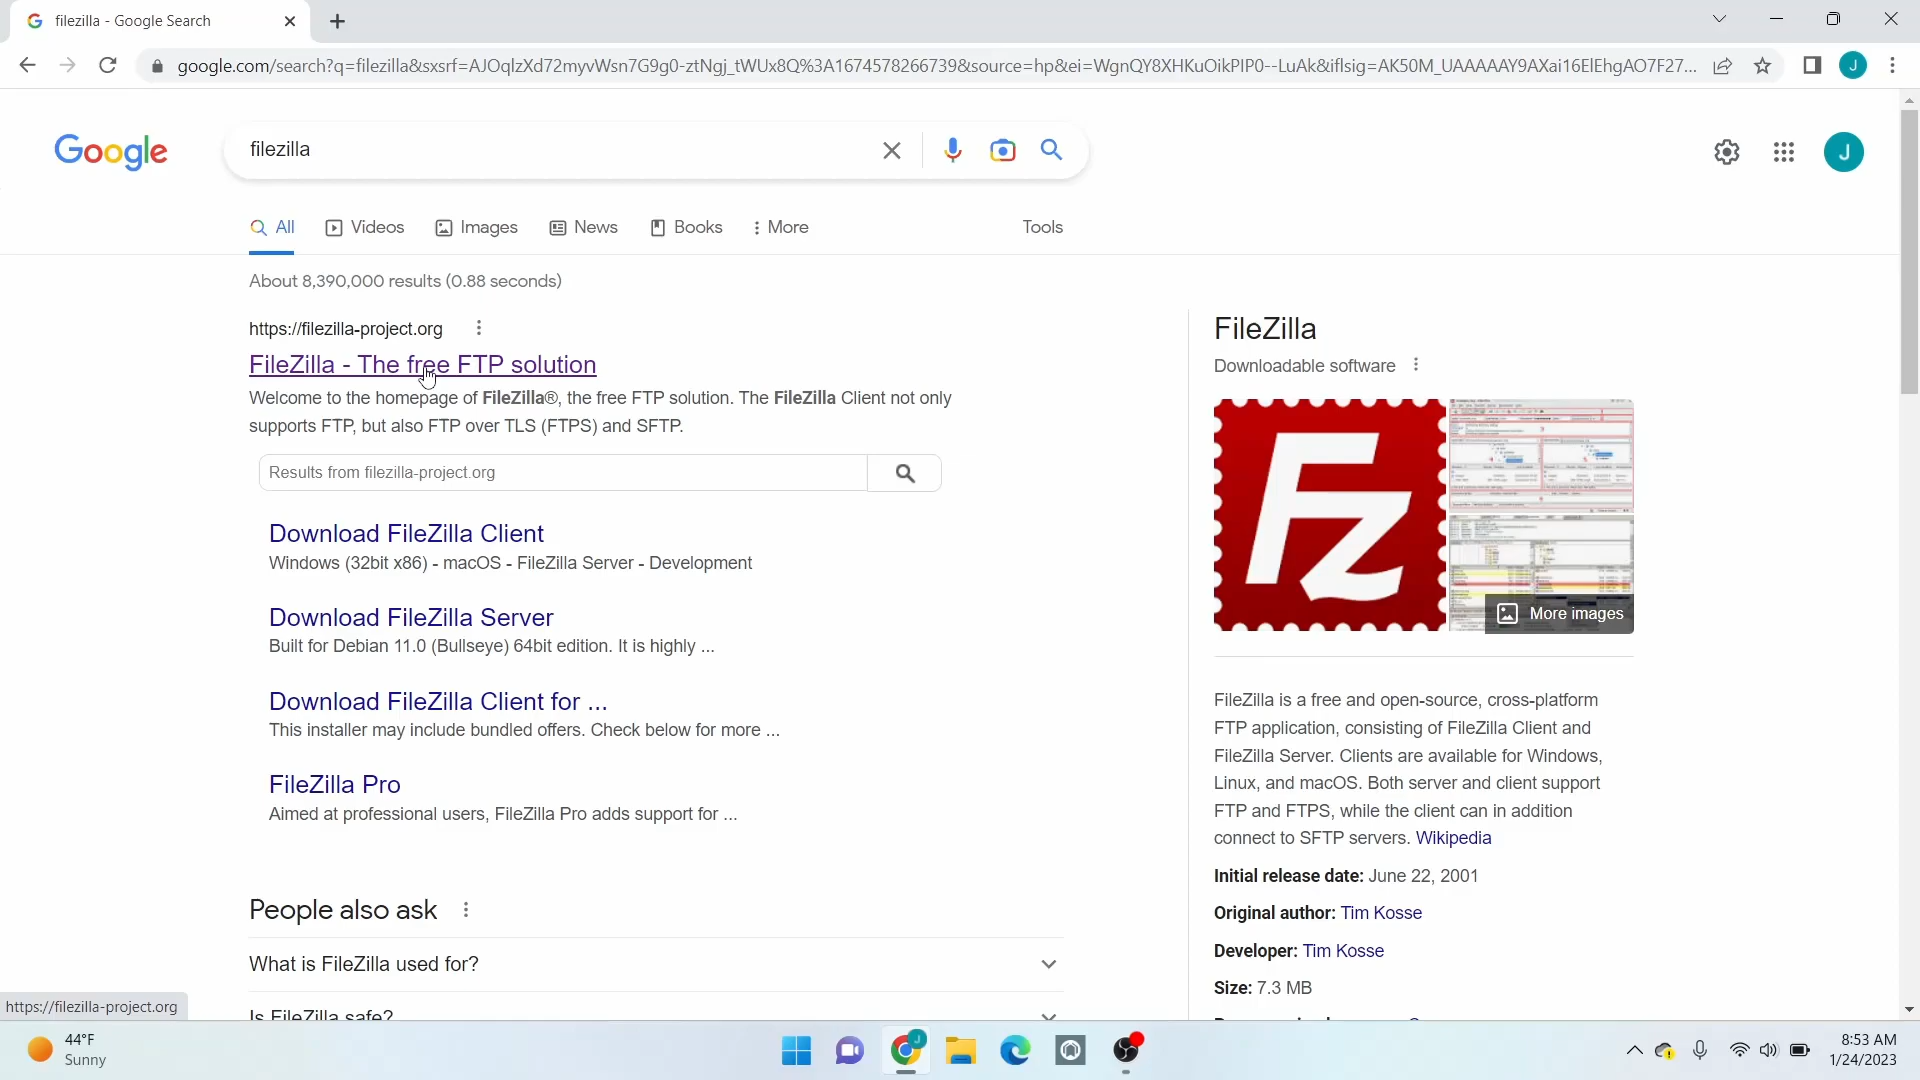 filezilla - Google Search
google.com/search?q=filezilla&sxsrf=AJOqlzXd72myvWsn7G9g0-ztNgj_tWUx8Q%3A1674578266739&source=hp&ei=WgnQY8XHKuOikPIP0--LuAk&iflsig=AK50M_UAAAAAY9AXai16ElEhgAO7F27...
J
Google
filezilla
J
All
Videos
Images
News
Books
More
Tools
About 8,390,000 results (0.88 seconds)
https://filezilla-project.org
FileZilla - The free FTP solution
Welcome to the homepage of FileZilla®, the free FTP solution. The FileZilla Client not only
supports FTP, but also FTP over TLS (FTPS) and SFTP.
Results from filezilla-project.org
Download FileZilla Client
Windows (32bit x86) - macOS - FileZilla Server - Development
Download FileZilla Server
Built for Debian 11.0 (Bullseye) 64bit edition. It is highly ...
Download FileZilla Client for ...
This installer may include bundled offers. Check below for more ...
FileZilla Pro
Aimed at professional users, FileZilla Pro adds support for ...
People also ask
What is FileZilla used for?
Is FileZilla safe?
FileZilla
Downloadable software
Fz
More images
FileZilla is a free and open-source, cross-platform
FTP application, consisting of FileZilla Client and
FileZilla Server. Clients are available for Windows,
Linux, and macOS. Both server and client support
FTP and FTPS, while the client can in addition
connect to SFTP servers. Wikipedia
Initial release date: June 22, 2001
Original author: Tim Kosse
Developer: Tim Kosse
Size: 7.3 MB
https://filezilla-project.org
44°F
Sunny
J
8:53 AM
1/24/2023